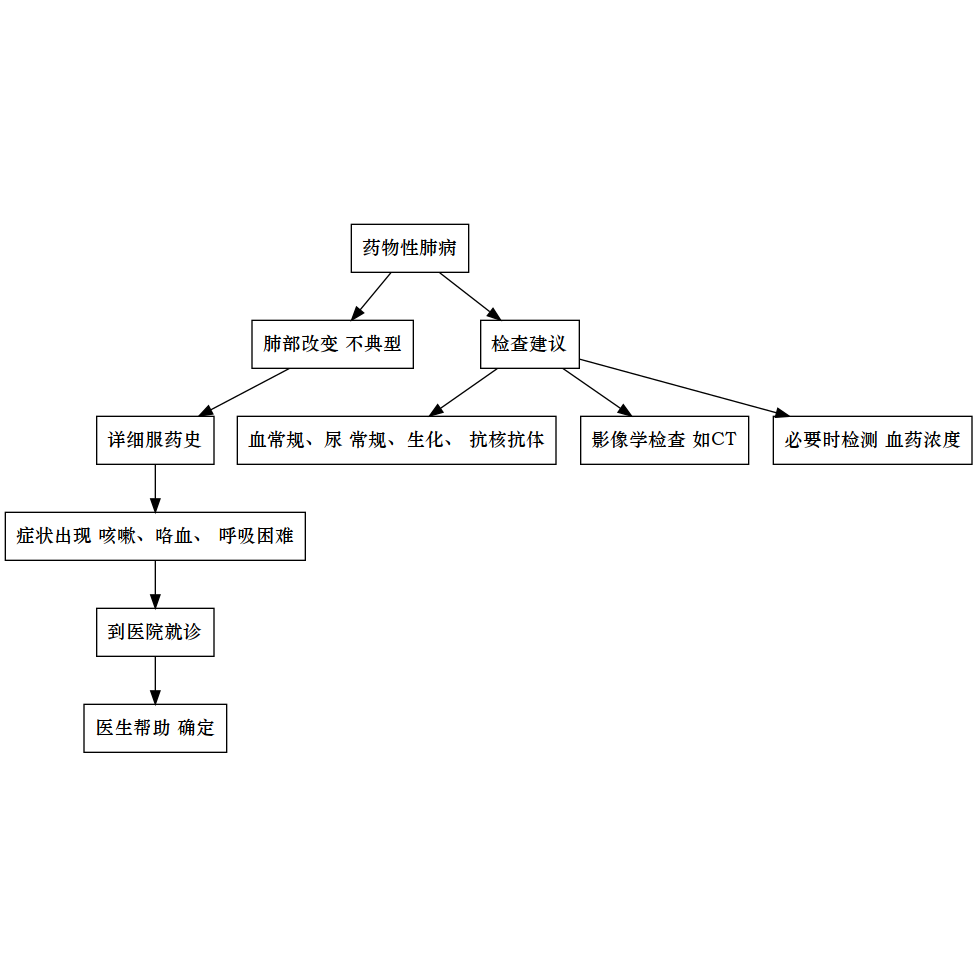 药物性肺病
肺部改变 不典型
检查建议
详细服药史
血常规、尿 常规、生化、 抗核抗体
影像学检查 如CT
必要时检测 血药浓度
症状出现 咳嗽、咯血、 呼吸困难
到医院就诊
医生帮助 确定